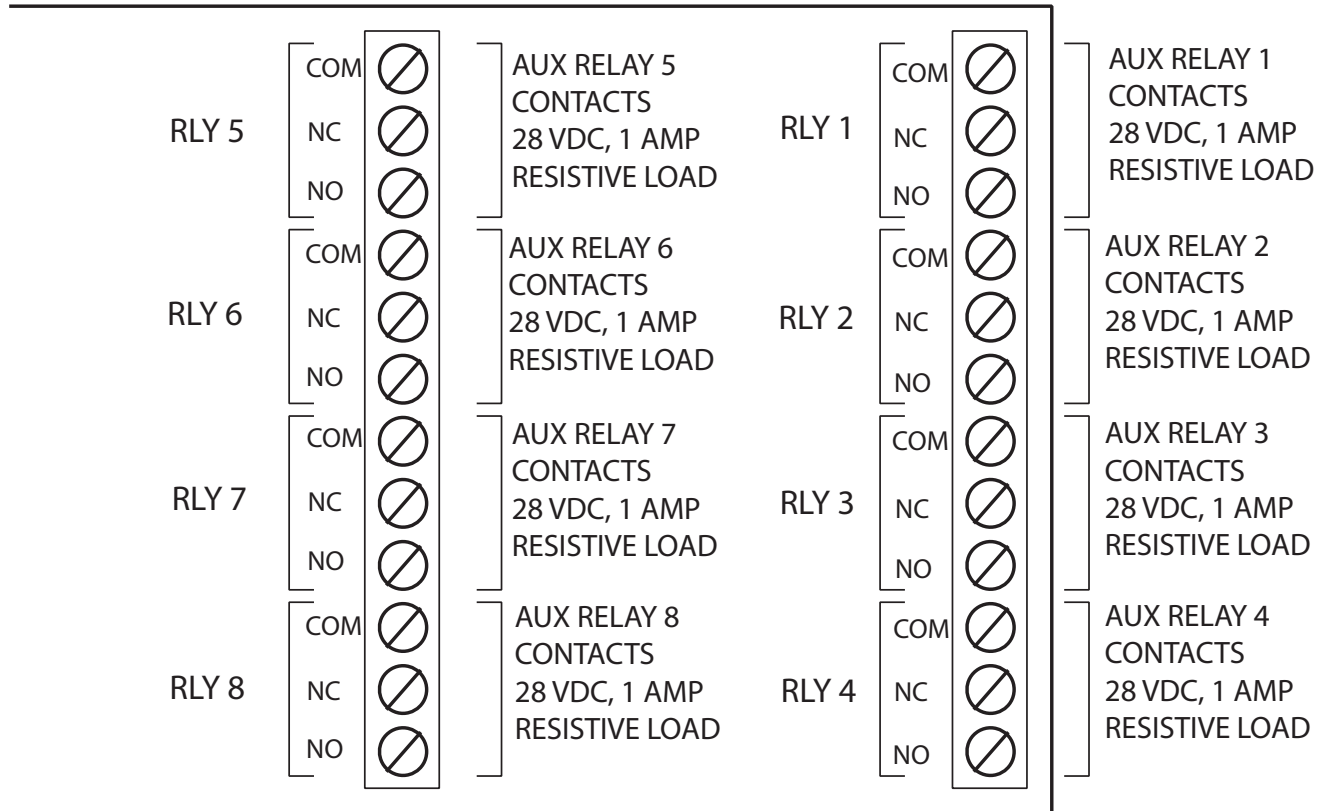 RLY 5
COM
NC
NO
AUX RELAY 5
CONTACTS
28 VDC, 1 AMP
RESISTIVE LOAD
RLY 6
COM
NC
NO
AUX RELAY 6
CONTACTS
28 VDC, 1 AMP
RESISTIVE LOAD
RLY 7
COM
NC
NO
AUX RELAY 7
CONTACTS
28 VDC, 1 AMP
RESISTIVE LOAD
RLY 8
COM
NC
NO
AUX RELAY 8
CONTACTS
28 VDC, 1 AMP
RESISTIVE LOAD
RLY 1
COM
NC
NO
AUX RELAY 1
CONTACTS
28 VDC, 1 AMP
RESISTIVE LOAD
RLY 2
COM
NC
NO
AUX RELAY 2
CONTACTS
28 VDC, 1 AMP
RESISTIVE LOAD
RLY 3
COM
NC
NO
AUX RELAY 3
CONTACTS
28 VDC, 1 AMP
RESISTIVE LOAD
RLY 4
COM
NC
NO
AUX RELAY 4
CONTACTS
28 VDC, 1 AMP
RESISTIVE LOAD